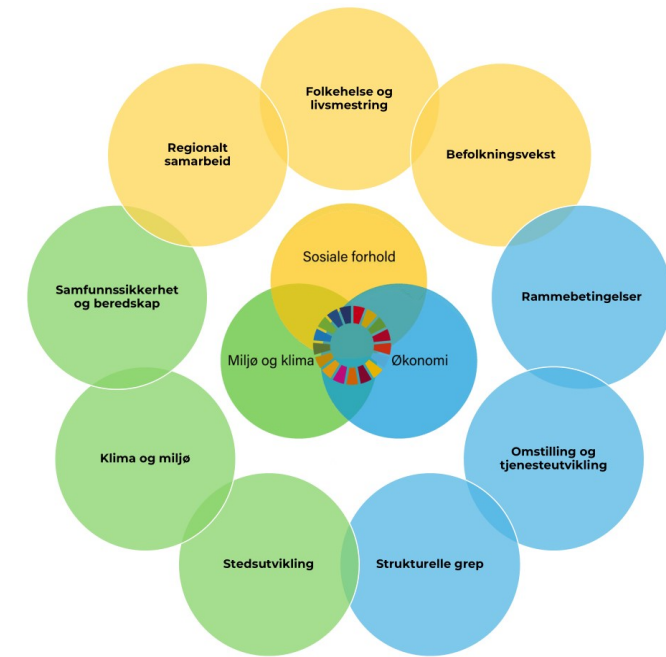 Folkehelse og
livsmestring
Regionalt
samarbeid
Befolkningsvekst
Sosiale forhold
Samfunnssikkerhet
og beredskap
Rammebetingelser
Miljø og klima
Økonomi
Klima og miljø
Omstilling og
tjenesteutvikling
Stedsutvikling
Strukturelle grep